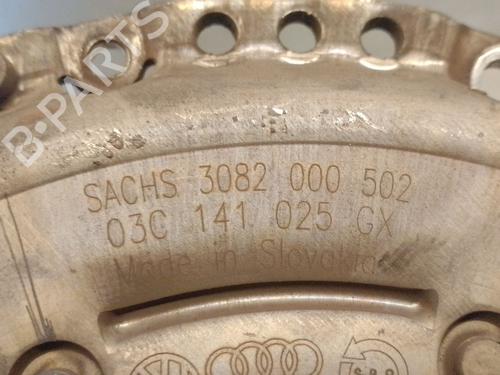 B-PARTS
SACHS 3082 000 502
03C 141 025 GX
Made in Slovakia